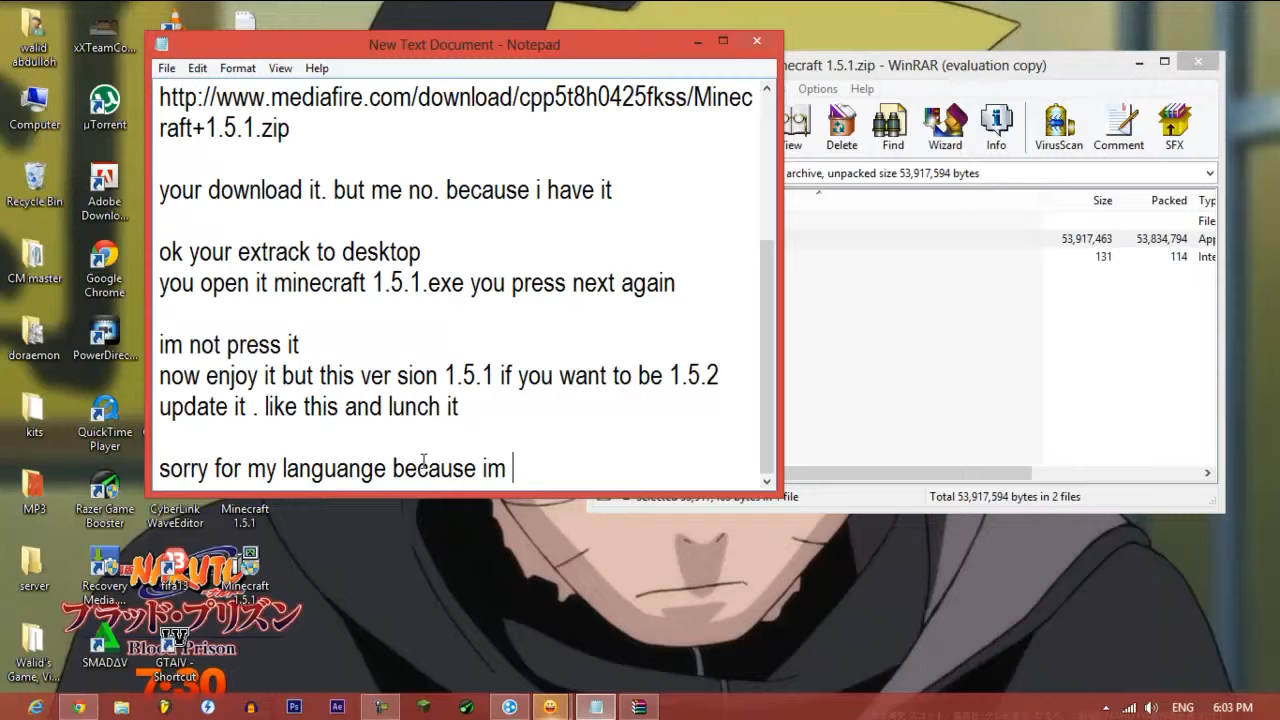 walid abdulloh
xXTeamCo...
New Text Document - Notepad
File Edit Format View Help
http://www.mediafire.com/download/cpp5t8h0425fkss/Minec
raft+1.5.1.zip
your download it. but me no. because i have it
ok your extrack to desktop
you open it minecraft 1.5.1.exe you press next again
im not press it
now enjoy it but this ver sion 1.5.1 if you want to be 1.5.2
update it . like this and lunch it
sorry for my languange because im
necraft 1.5.1.zip - WinRAR (evaluation copy)
Options Help
View Delete Find Wizard Info VirusScan Comment SFX
archive, unpacked size 53,917,594 bytes
Size Packed Typ
File
53,917,463 53,834,794 App
131 114 Inte
Total 53,917,594 bytes in 2 files
Computer
µTorrent
Recycle Bin
Adobe Downlo...
CM master
Google Chrome
doraemon
PowerDirec...
kits
QuickTime Player
MP3
Razer Game Booster
CyberLink WaveEditor
Minecraft 1.5.1
server
Recovery Media...
fifa13
Minecraft 1.5.1
Walid's Game, Vi...
SMADΔV
GTAIV - Shortcut
NARUTO
ブラッド・プリズン
Blood Prison
7:30
ENG 6:03 PM